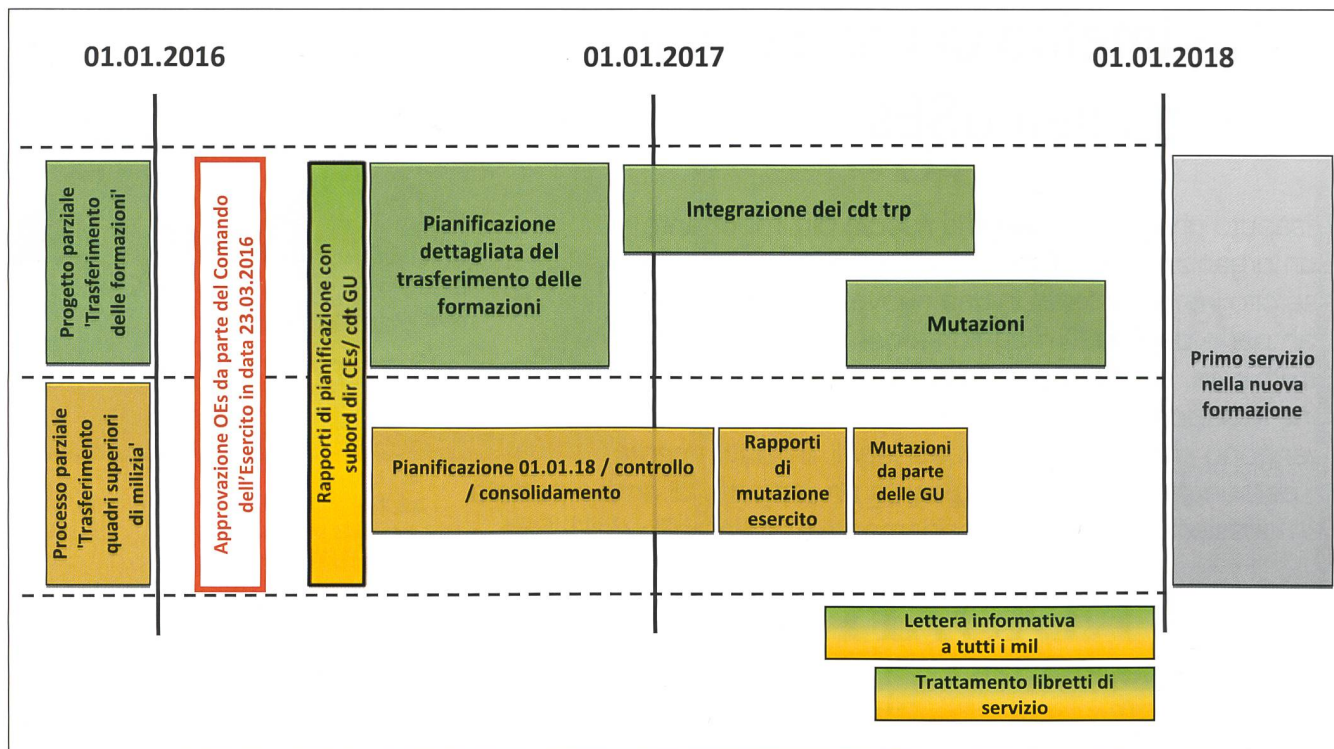 01.01.2016
01.01.2017
01.01.2018
Progetto parziale
'Trasferimento
delle formazioni'
Processo parziale
'Trasferimento
quadri superiori
di milizia'
Approvazione OEs da parte del Comando
dell'Esercito in data 23.03.2016
Rapporti di pianificazione con
subord dir CEs/ cdt GU
Pianificazione
dettagliata del
trasferimento delle
formazioni
Integrazione dei cdt trp
Mutazioni
Pianificazione 01.01.18 / controllo
/ consolidamento
Rapporti
di
mutazione
esercito
Mutazioni
da parte
delle GU
Primo servizio
nella nuova
formazione
Lettera informativa
a tutti i mil
Trattamento libretti di
servizio